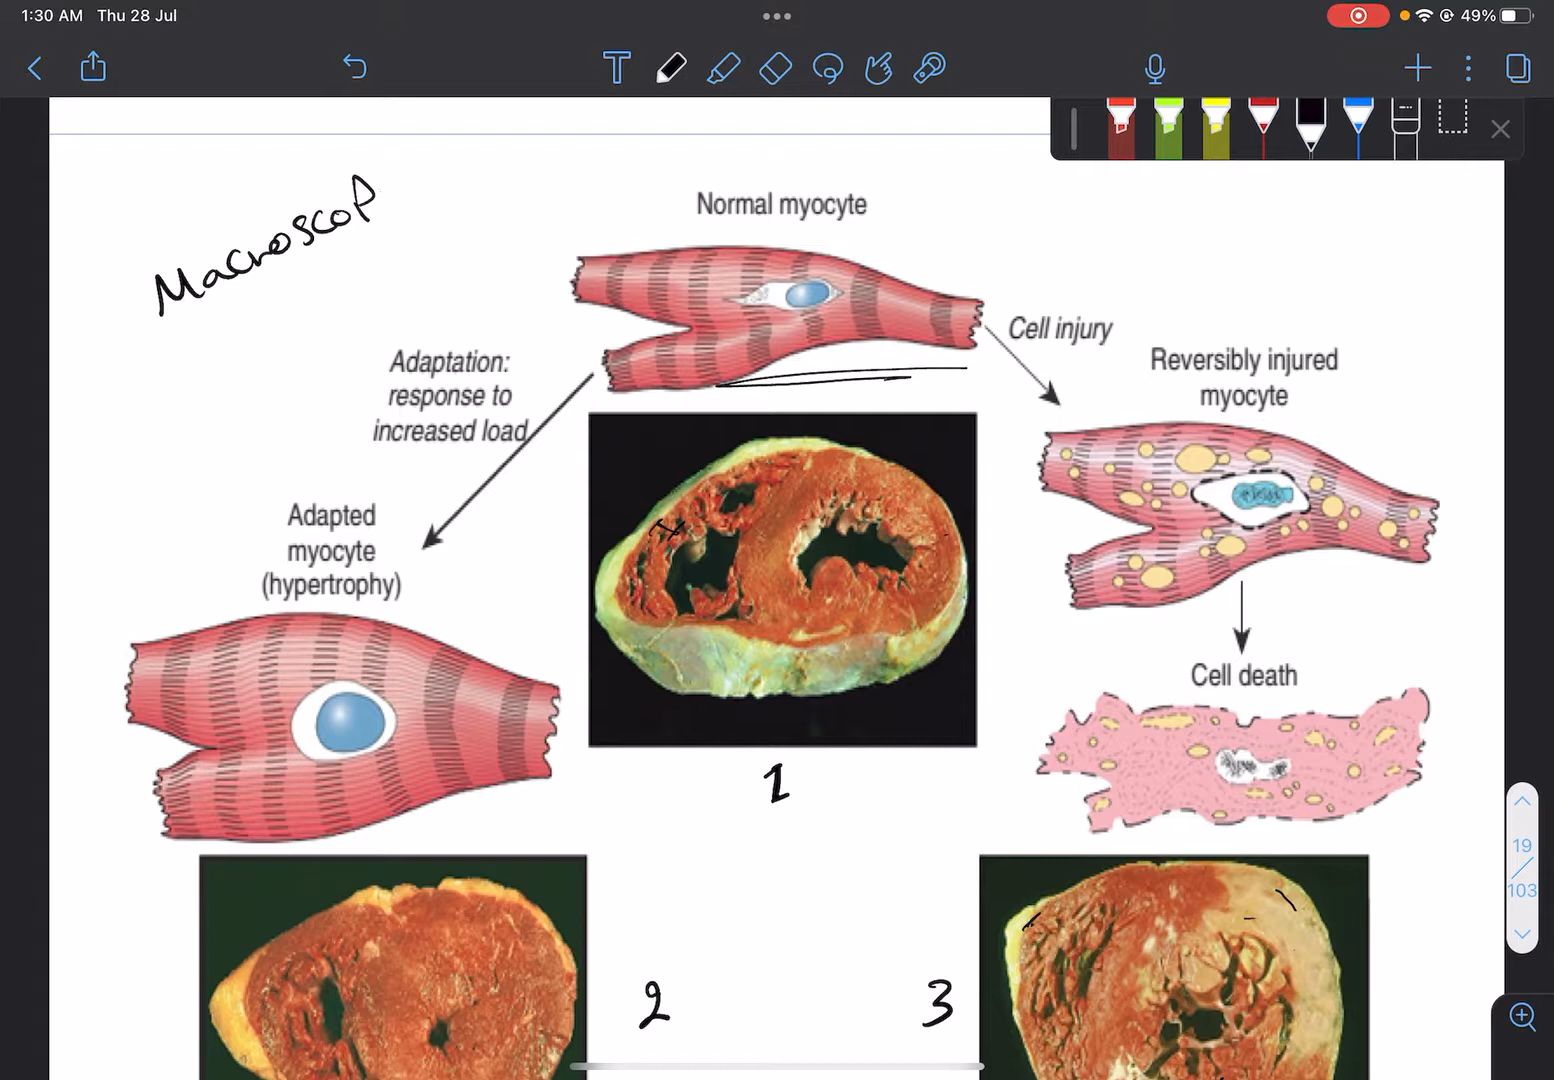 1:30 AM Thu 28 Jul
49%
T
Macroscop
Normal myocyte
Cell injury
Adaptation:
response to
increased load
Reversibly injured
myocyte
Adapted
myocyte
(hypertrophy)
Cell death
1
2
3
19
103